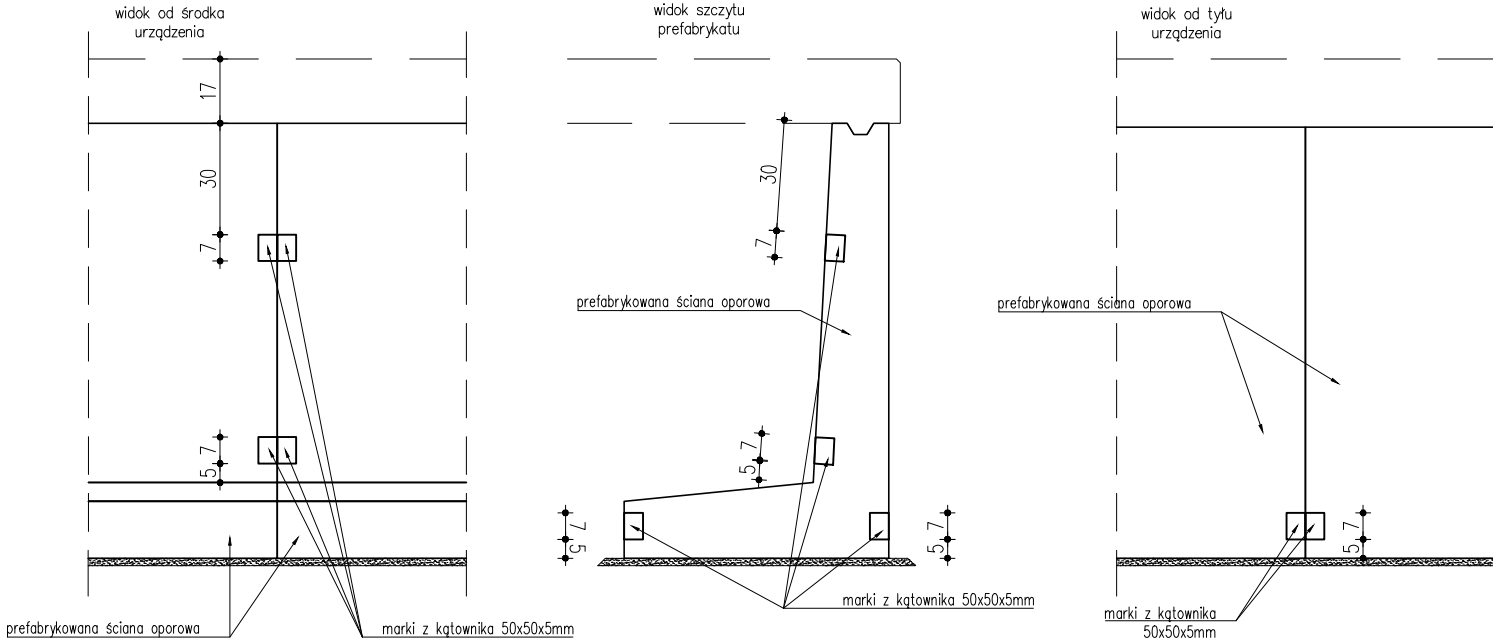 widok od środka
urządzenia
17
30
7
7
5
prefabrykowana ściana oporowa
marki z kątownika 50x50x5mm
widok szczytu
prefabrykatu
30
7
prefabrykowana ściana oporowa
7
5
7
5
7
5
marki z kątownika 50x50x5mm
widok od tyłu
urządzenia
prefabrykowana ściana oporowa
7
5
marki z kątownika
50x50x5mm